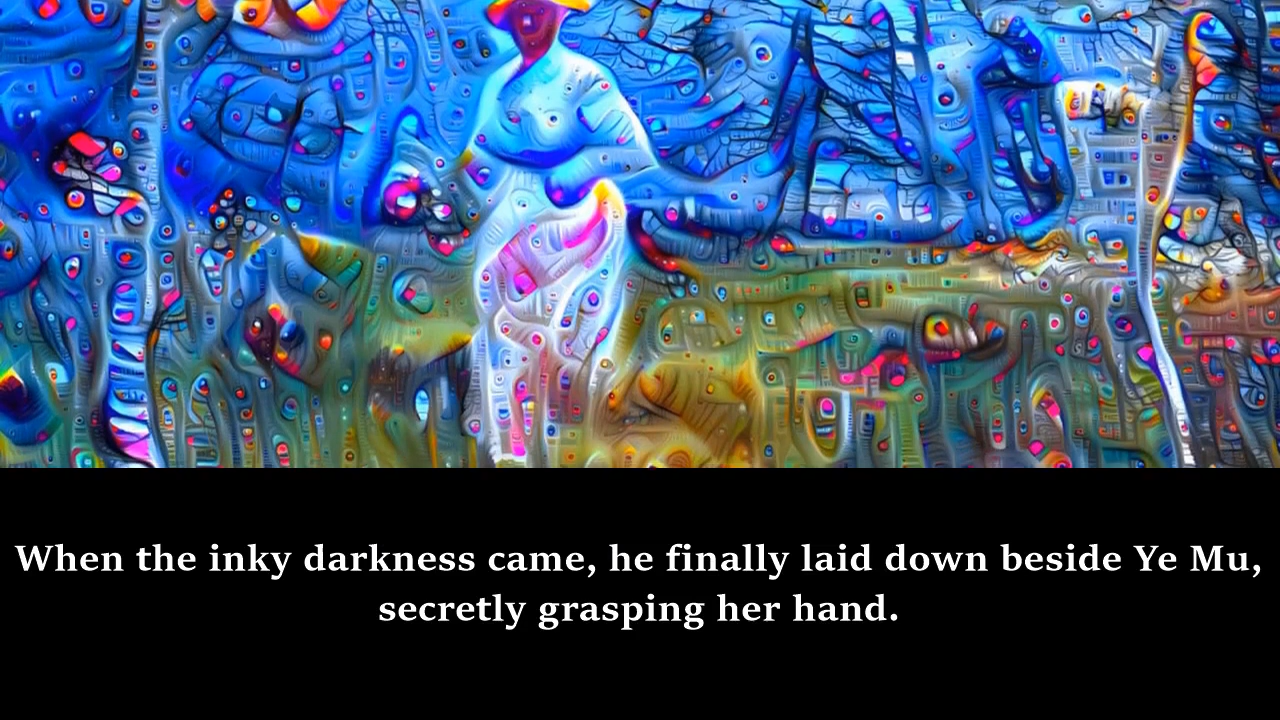 When the inky darkness came, he finally laid down beside Ye Mu,
secretly grasping her hand.